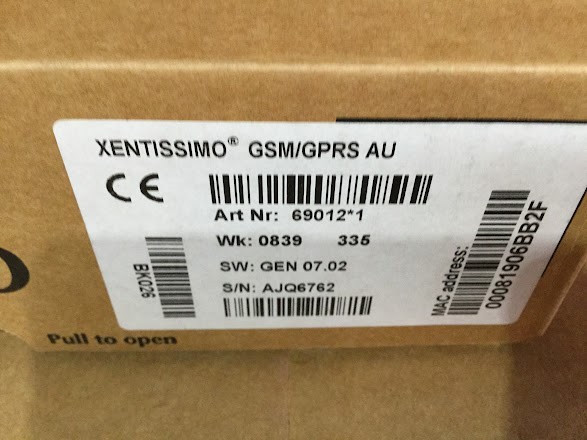 XENTISSIMO® GSM/GPRS AU
CE
Art Nr: 69012*1
Wk: 0839 335
SW: GEN 07.02
S/N: AJQ6762
BK026
MAC address:
00081906BB2F
Pull to open